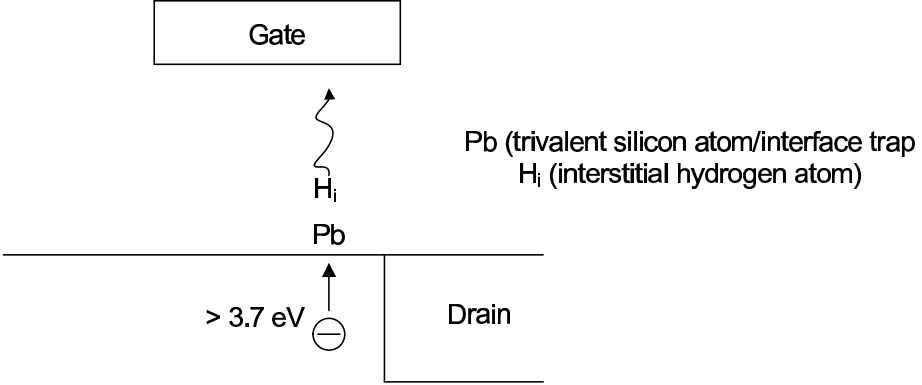 Gate
Pb (trivalent silicon atom/interface trap
Hᵢ (interstitial hydrogen atom)
Hᵢ
Pb
> 3.7 eV
Drain